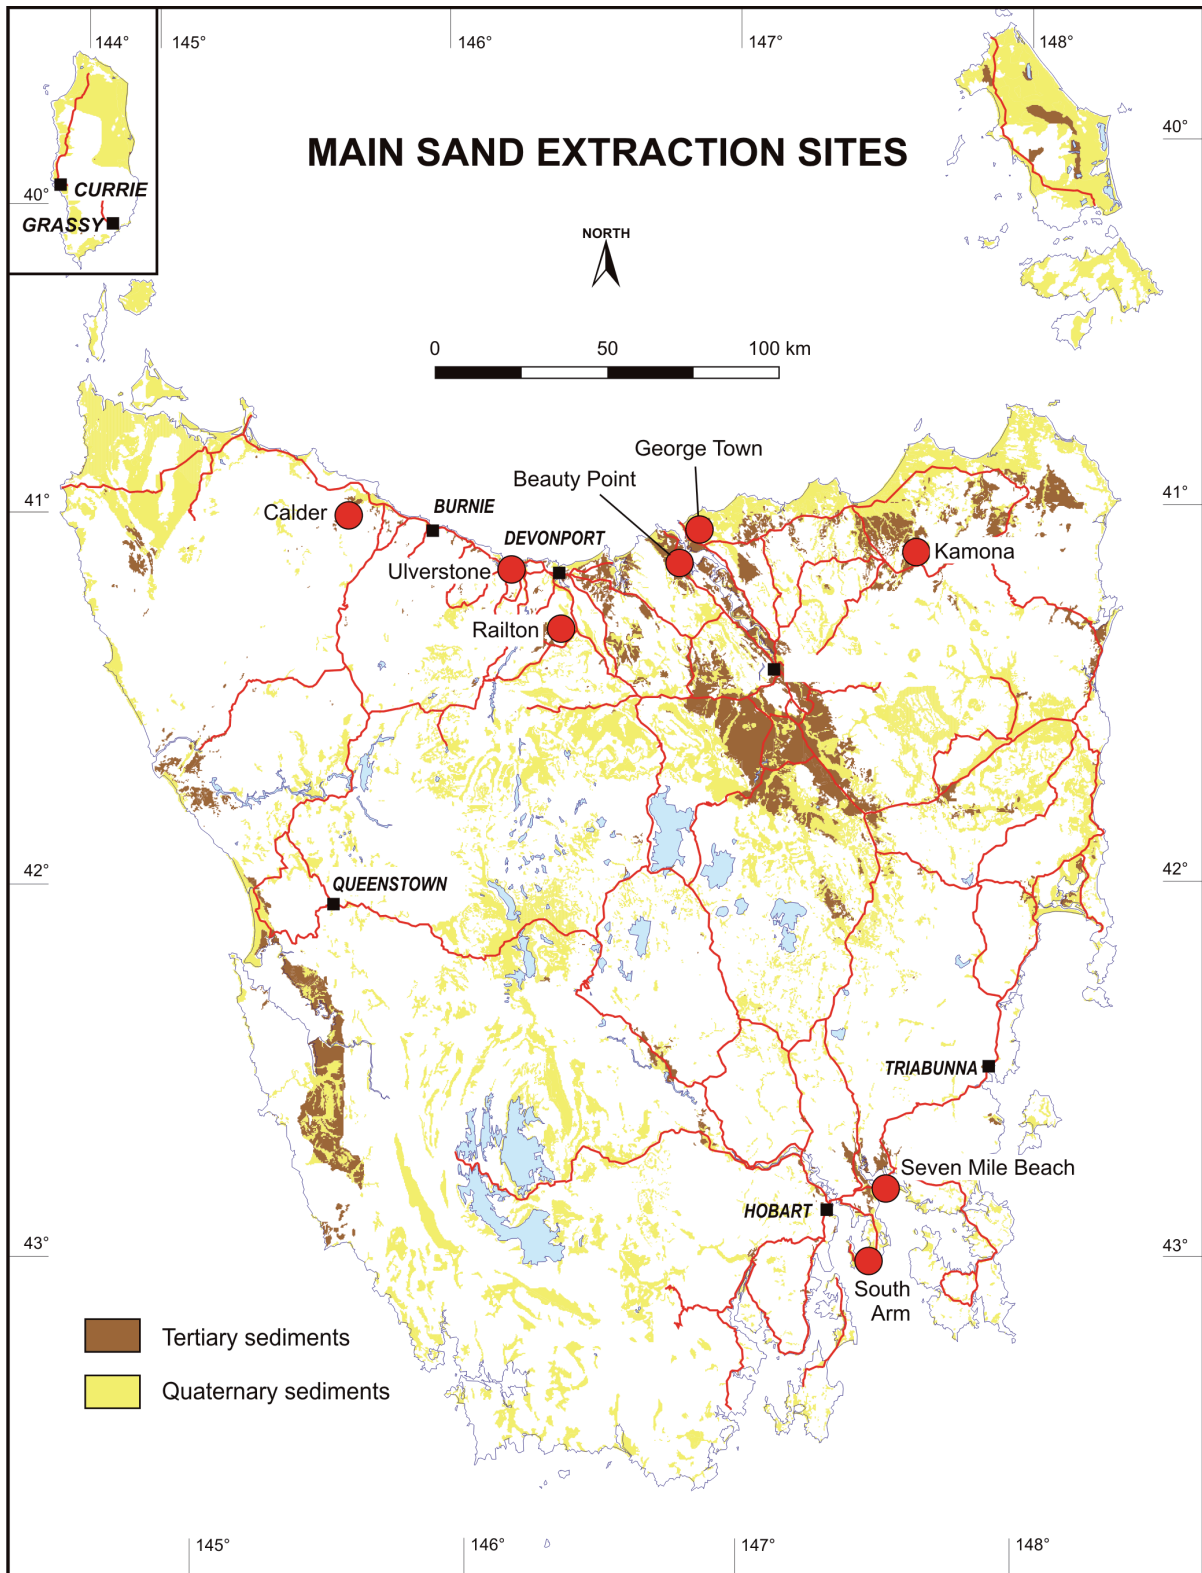 144°
145°
146°
147°
148°
40°
MAIN SAND EXTRACTION SITES
CURRIE
40°
GRASSY
NORTH
0
50
100 km
George Town
Beauty Point
41°
41°
Calder
BURNIE
DEVONPORT
Kamona
Ulverstone
Railton
42°
42°
QUEENSTOWN
TRIABUNNA
Seven Mile Beach
HOBART
43°
43°
South
Arm
Tertiary sediments
Quaternary sediments
145°
146°
147°
148°